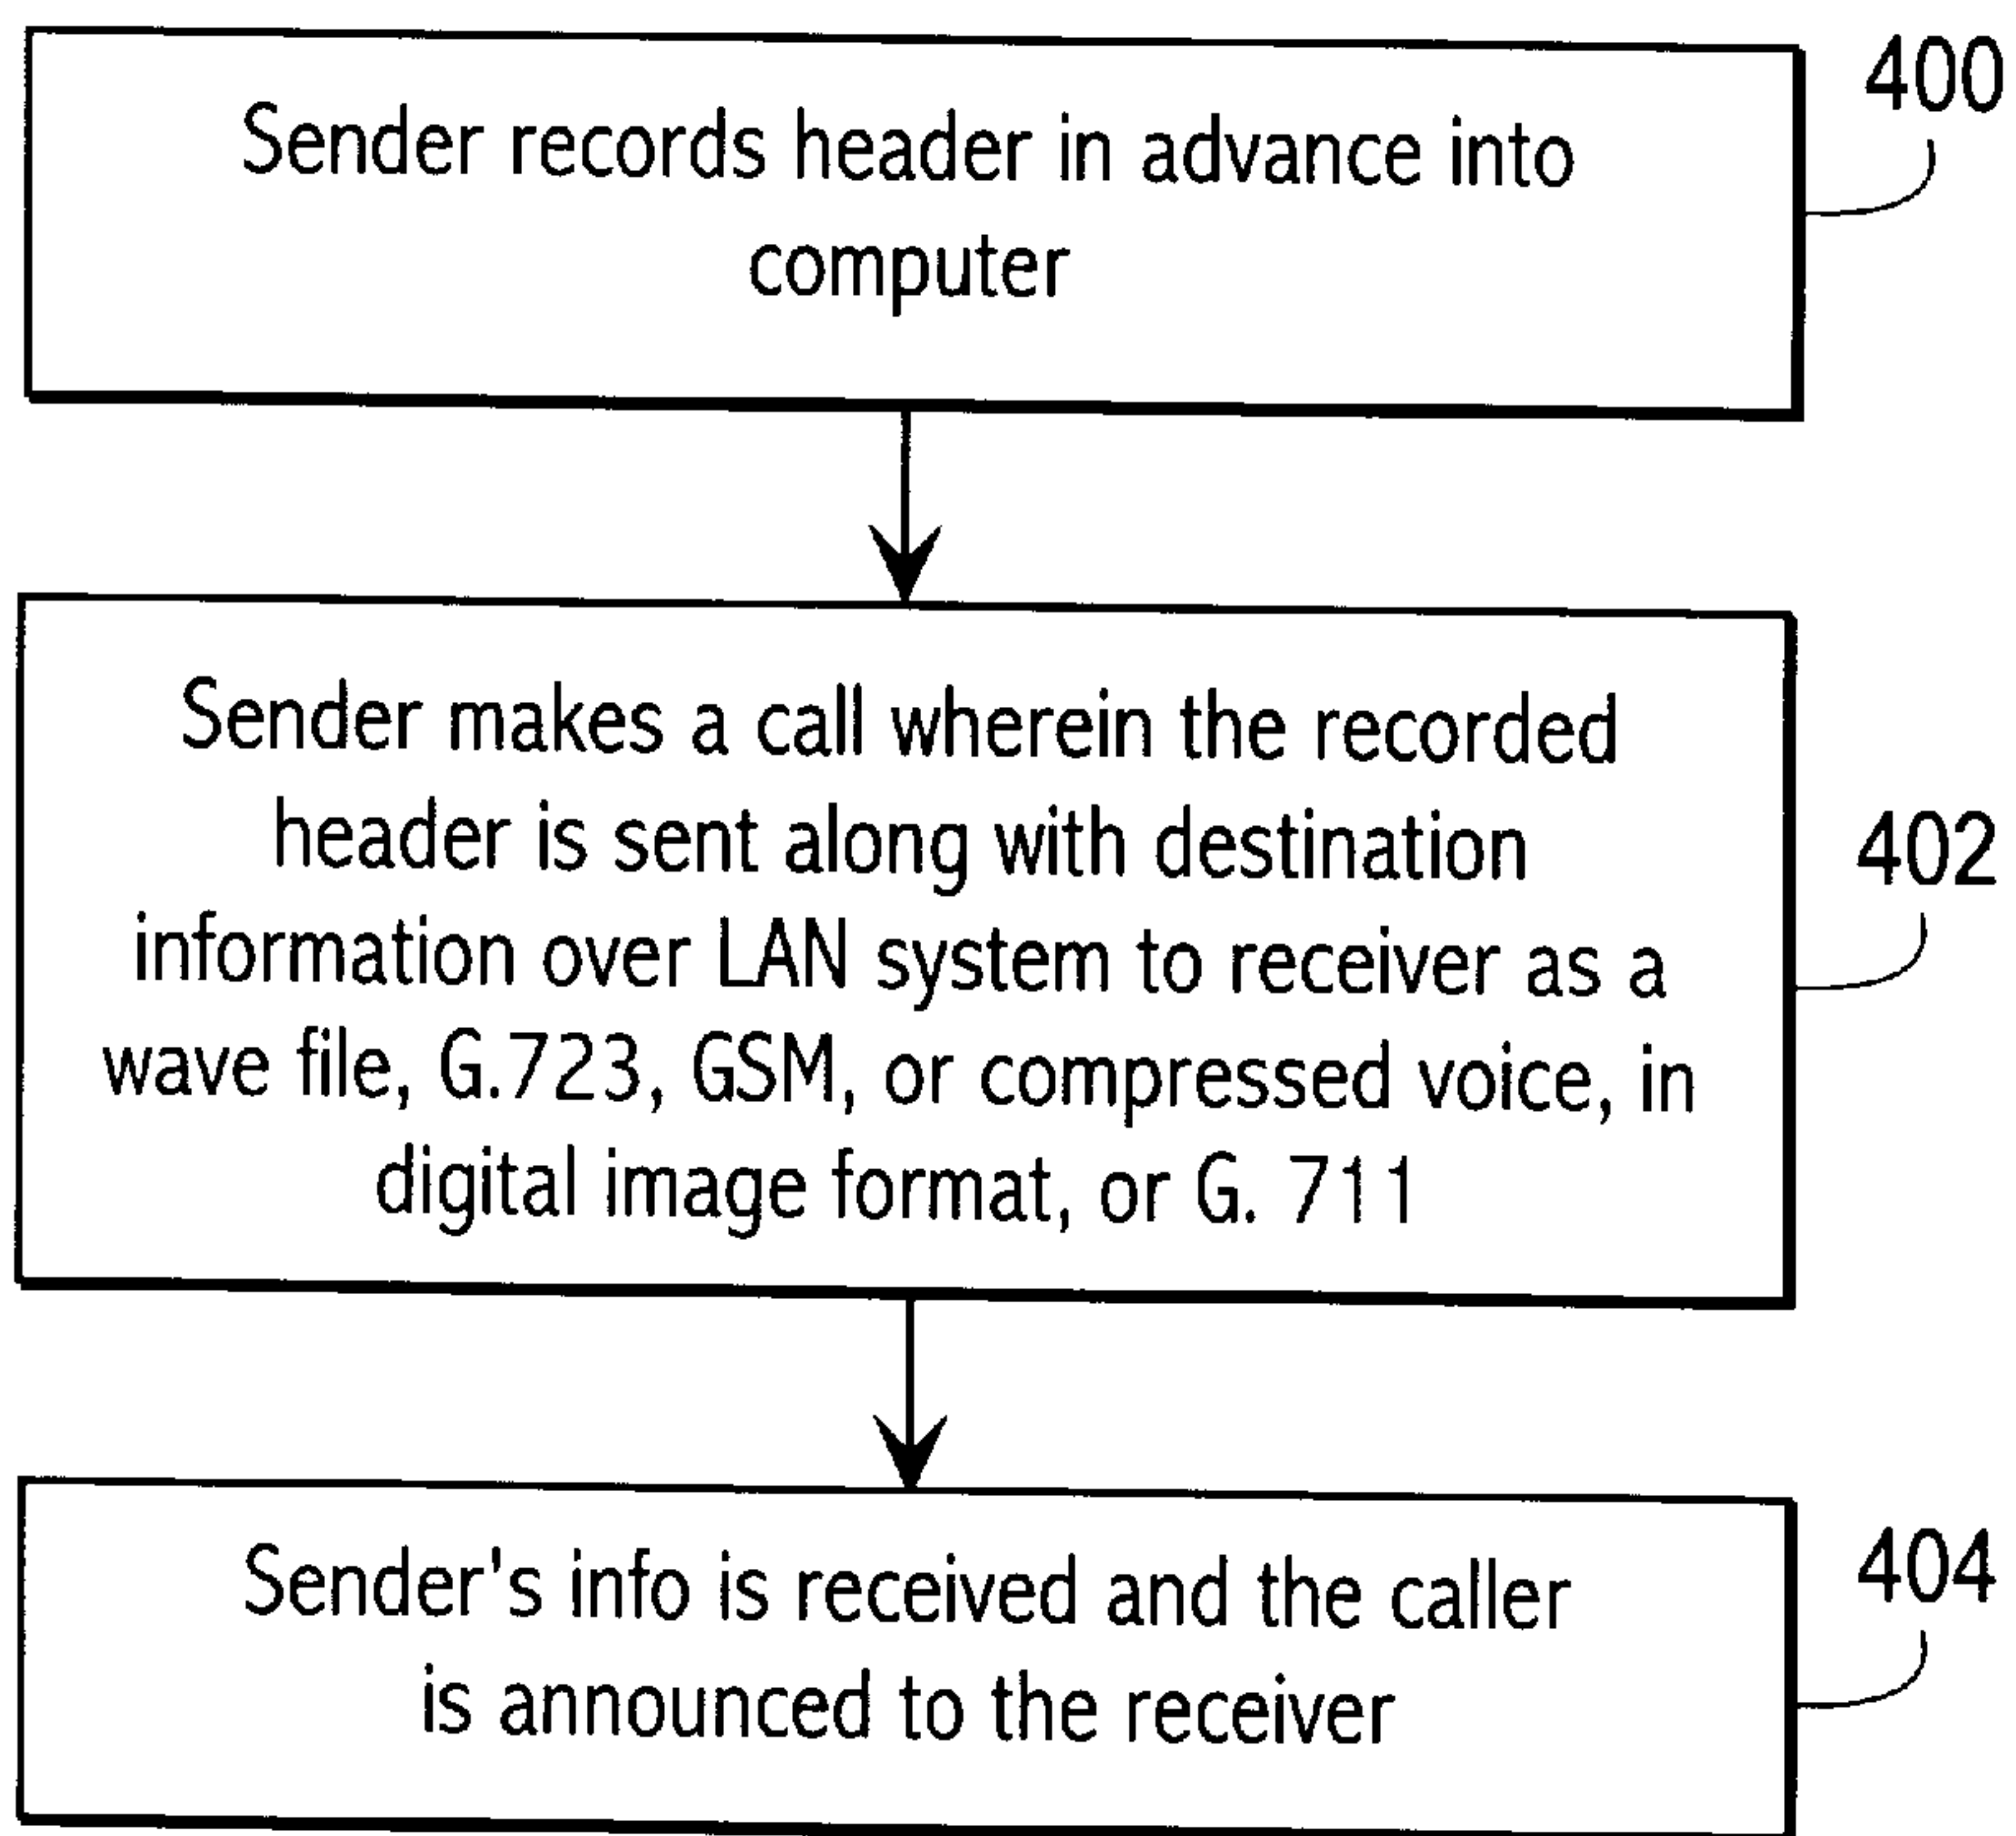 Sender records header in advance into
computer
400
Sender makes a call wherein the recorded
header is sent along with destination
information over LAN system to receiver as a
wave file, G.723, GSM, or compressed voice, in
digital image format, or G. 711
402
Sender's info is received and the caller
is announced to the receiver
404